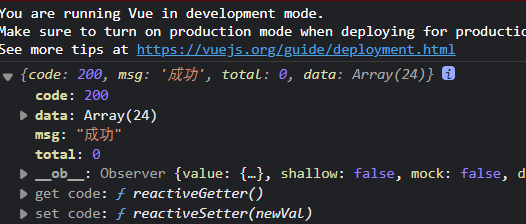 You are running Vue in development mode.
Make sure to turn on production mode when deploying for productio
See more tips at https://vuejs.org/guide/deployment.html
▼ {code: 200, msg: '成功', total: 0, data: Array(24)} i
code: 200
▶ data: Array(24)
msg: "成功"
total: 0
▶ __ob__: Observer {value: {…}, shallow: false, mock: false, d
▶ get code: ƒ reactiveGetter()
▶ set code: ƒ reactiveSetter(newVal)